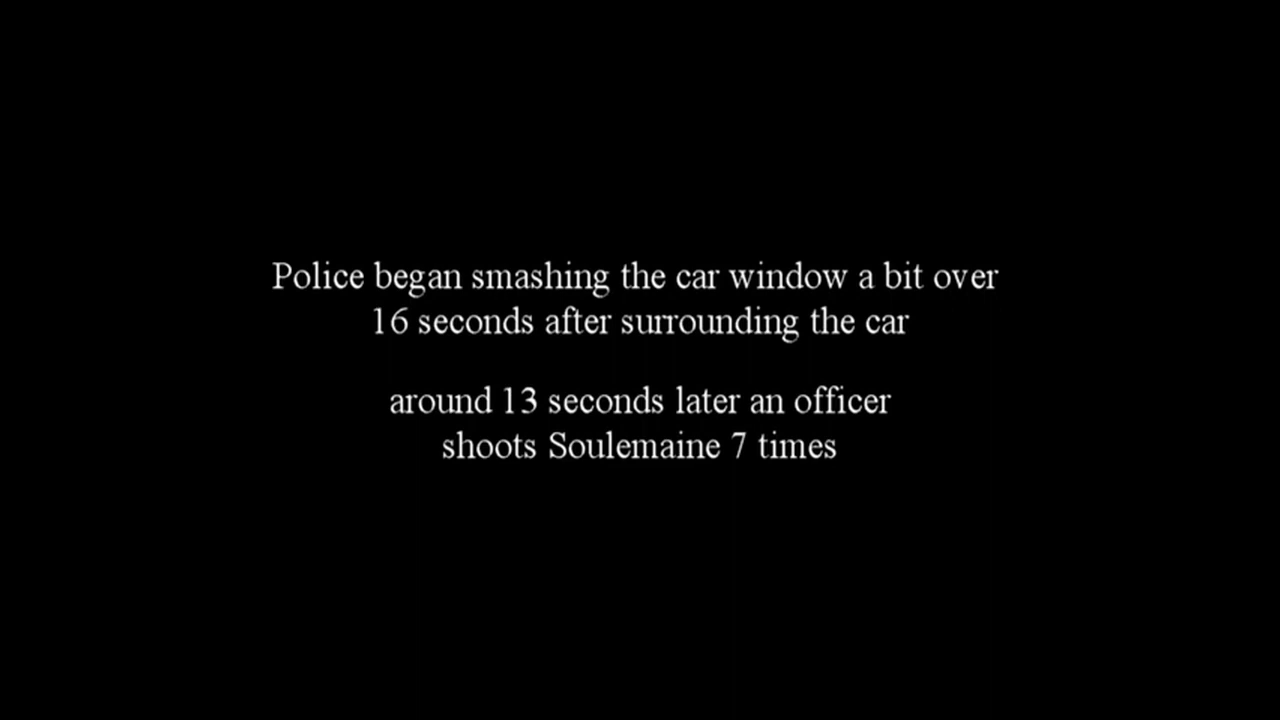 Police began smashing the car window a bit over
16 seconds after surrounding the car
around 13 seconds later an officer
shoots Soulemaine 7 times